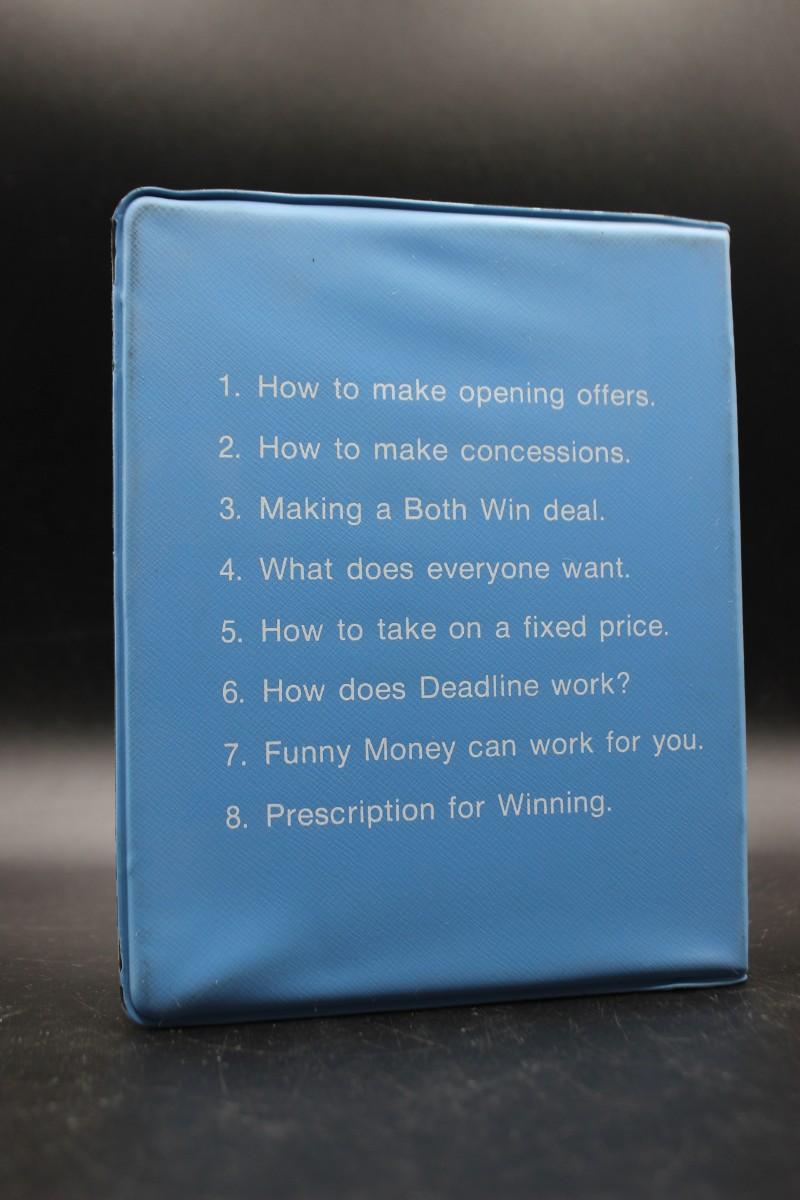 1. How to make opening offers.
2. How to make concessions.
3. Making a Both Win deal.
4. What does everyone want.
5. How to take on a fixed price.
6. How does Deadline work?
7. Funny Money can work for you.
8. Prescription for Winning.